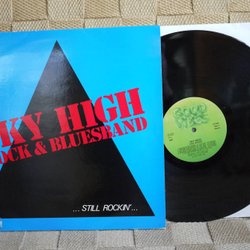 KY HIGH
OCK & BLUESBAND
... STILL ROCKIN'...